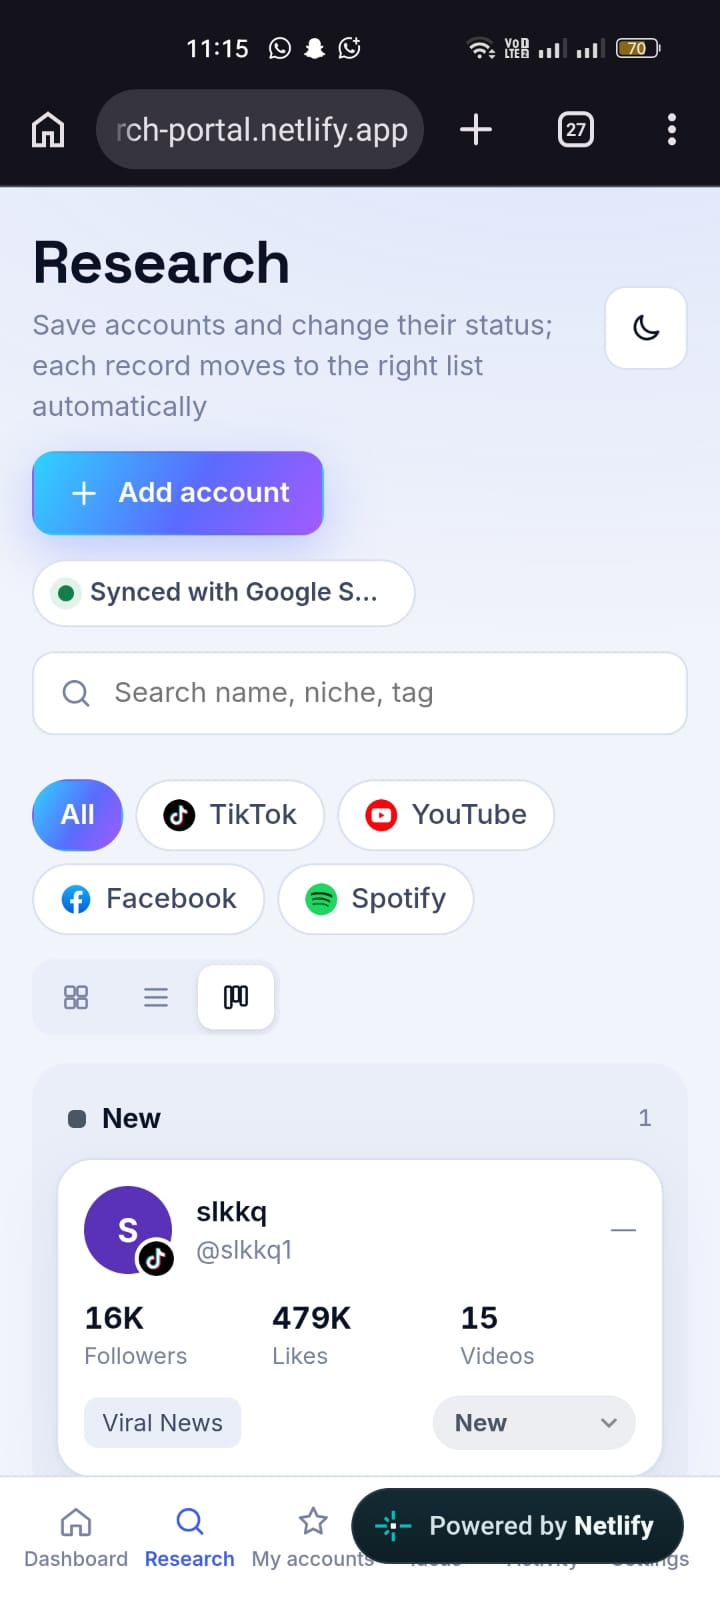 11:15
VoD
LTE2
70
rch-portal.netlify.app
27
Research
Save accounts and change their status;
each record moves to the right list
automatically
+ Add account
Synced with Google S...
Search name, niche, tag
All
TikTok
YouTube
Facebook
Spotify
New
1
S
slkkq
@slkkq1
—
16K
479K
15
Followers
Likes
Videos
Viral News
New
Powered by Netlify
Dashboard
Research
My accounts